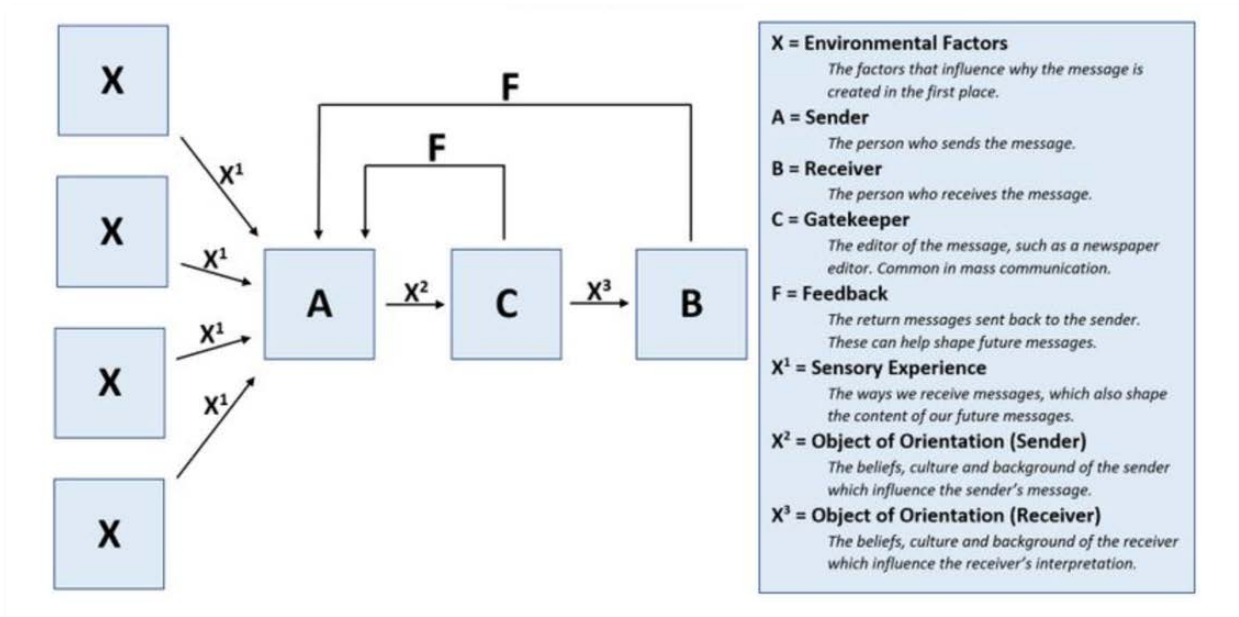 X
X
X
X
X¹
X¹
X¹
X¹
F
F
A
X²
C
X³
B
X = Environmental Factors
The factors that influence why the message is
created in the first place.
A = Sender
The person who sends the message.
B = Receiver
The person who receives the message.
C = Gatekeeper
The editor of the message, such as a newspaper
editor. Common in mass communication.
F = Feedback
The return messages sent back to the sender.
These can help shape future messages.
X¹ = Sensory Experience
The ways we receive messages, which also shape
the content of our future messages.
X² = Object of Orientation (Sender)
The beliefs, culture and background of the sender
which influence the sender's message.
X³ = Object of Orientation (Receiver)
The beliefs, culture and background of the receiver
which influence the receiver's interpretation.